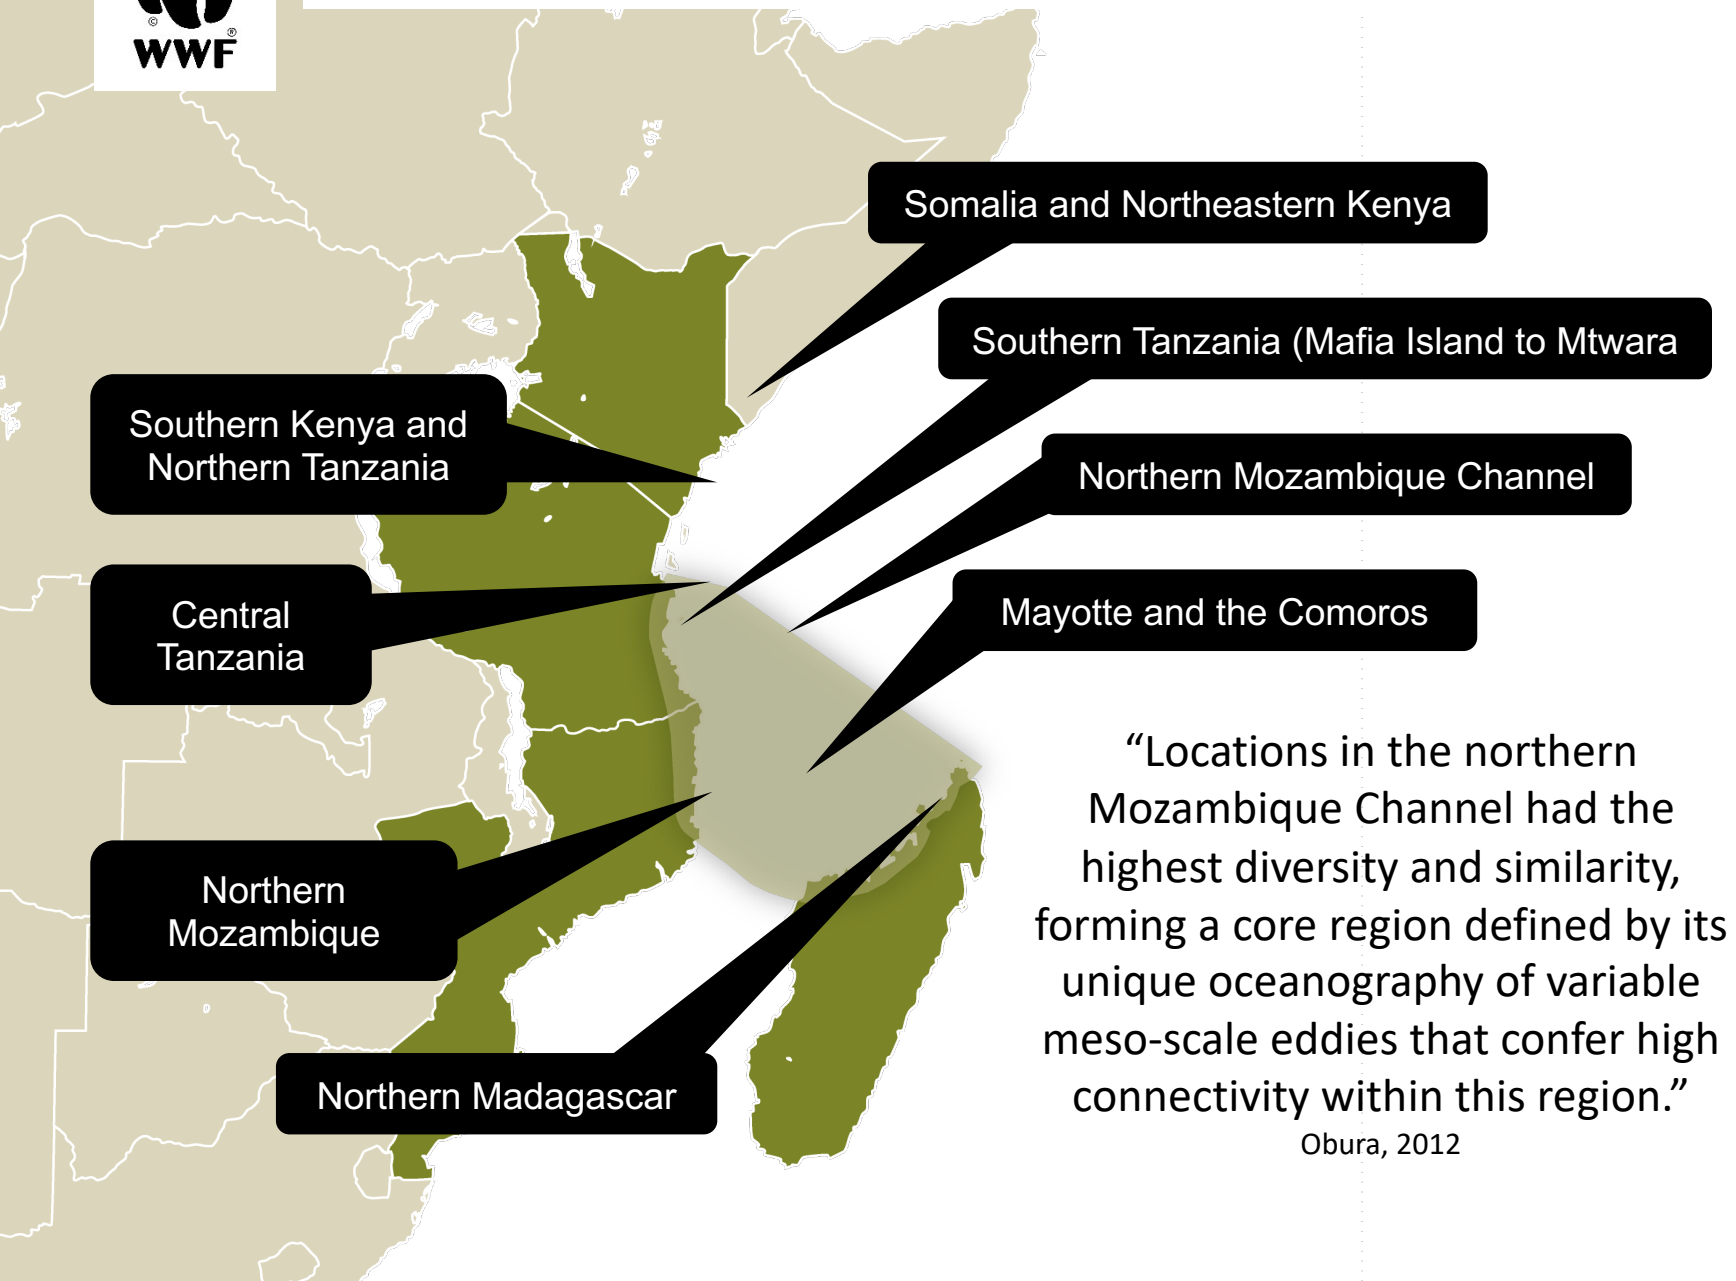 ©
®
WWF
Somalia and Northeastern Kenya
Southern Tanzania (Mafia Island to Mtwara
Southern Kenya and
Northern Tanzania
Northern Mozambique Channel
Central
Tanzania
Mayotte and the Comoros
Northern
Mozambique
Northern Madagascar
“Locations in the northern
Mozambique Channel had the
highest diversity and similarity,
forming a core region defined by its
unique oceanography of variable
meso-scale eddies that confer high
connectivity within this region.”
Obura, 2012